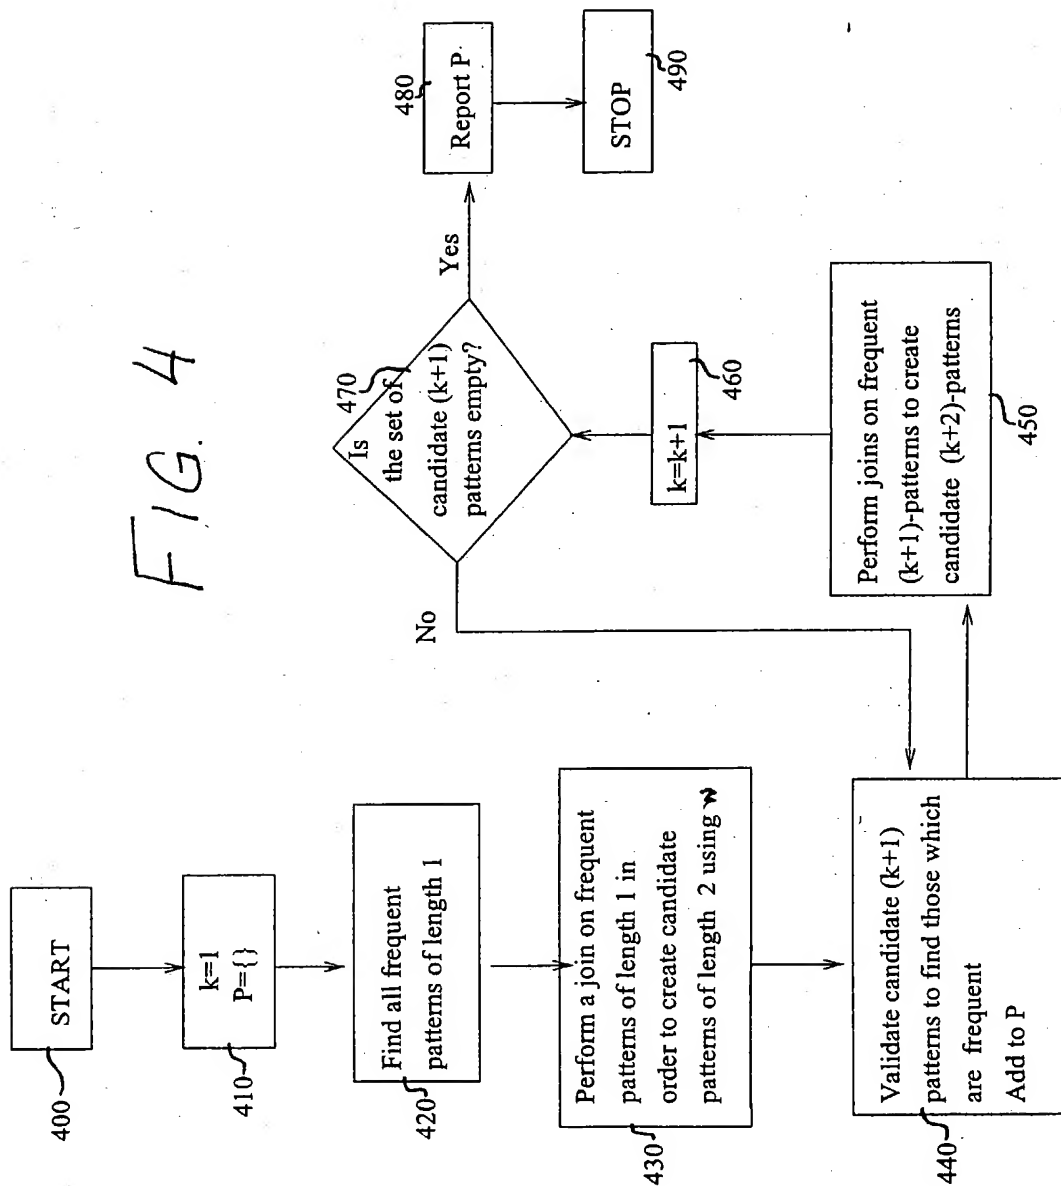 FIG. 4
START
400
k=1
P={}
410
Find all frequent
patterns of length 1
420
Perform a join on frequent
patterns of length 1 in
order to create candidate
patterns of length 2 using w
430
Validate candidate (k+1)
patterns to find those which
are frequent
Add to P
440
Perform joins on frequent
(k+1)-patterns to create
candidate (k+2)-patterns
450
k=k+1
460
Is
the set of
candidate (k+1)
patterns empty?
470
No
Yes
Report P.
480
STOP
490